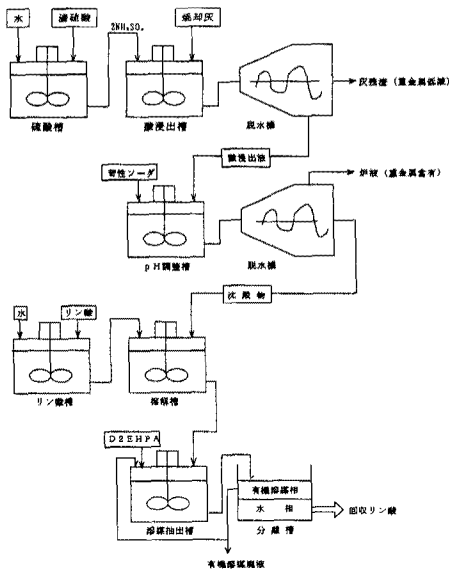 水
濃硫酸
2NH₂SO₄
焼却灰
硫酸槽
酸浸出槽
脱水機
灰残渣（重金属低減）
酸浸出液
苛性ソーダ
炉液（重金属含有）
pH調整槽
脱水機
沈殿物
水
リン酸
リン酸槽
溶解槽
D2EHPA
有機溶媒相
水 相
回収リン酸
溶媒抽出槽
分離槽
有機溶媒廃液